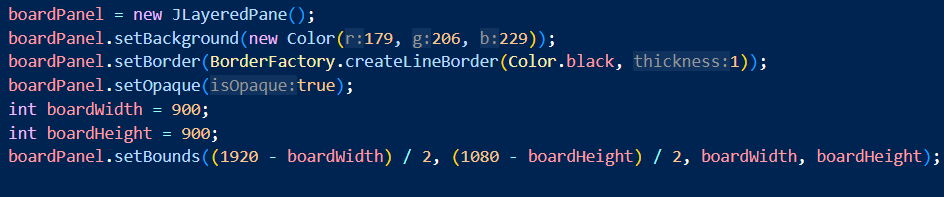 boardPanel = new JLayeredPane();
boardPanel.setBackground(new Color(r:179, g:206, b:229));
boardPanel.setBorder(BorderFactory.createLineBorder(Color.black, thickness:1));
boardPanel.setOpaque(isOpaque:true);
int boardWidth = 900;
int boardHeight = 900;
boardPanel.setBounds((1920 - boardWidth) / 2, (1080 - boardHeight) / 2, boardWidth, boardHeight);